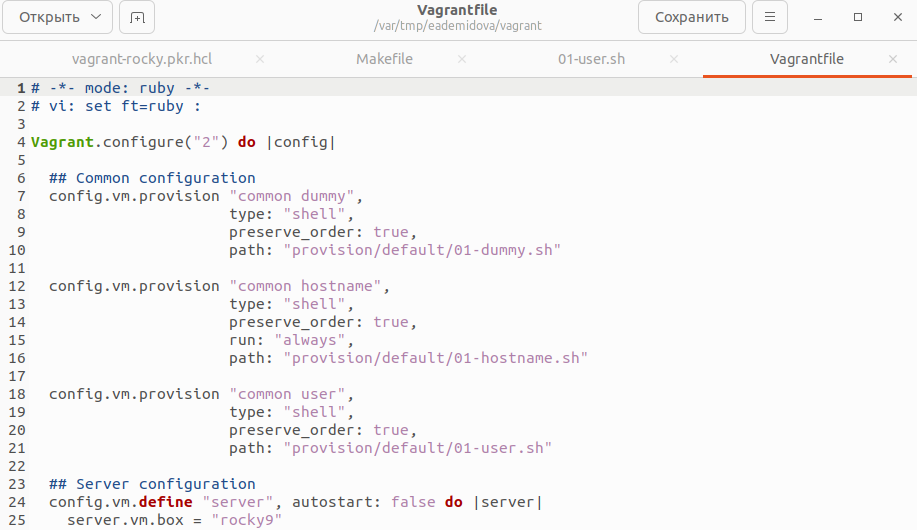 Открыть
Vagrantfile
/var/tmp/eademidova/vagrant
Сохранить
vagrant-rocky.pkr.hcl
Makefile
01-user.sh
Vagrantfile
1 # -*- mode: ruby -*-
2 # vi: set ft=ruby :
3
4 Vagrant.configure("2") do |config|
5
6   ## Common configuration
7   config.vm.provision "common dummy",
8                       type: "shell",
9                       preserve_order: true,
10                       path: "provision/default/01-dummy.sh"
11
12   config.vm.provision "common hostname",
13                       type: "shell",
14                       preserve_order: true,
15                       run: "always",
16                       path: "provision/default/01-hostname.sh"
17
18   config.vm.provision "common user",
19                       type: "shell",
20                       preserve_order: true,
21                       path: "provision/default/01-user.sh"
22
23   ## Server configuration
24   config.vm.define "server", autostart: false do |server|
25     server.vm.box = "rocky9"